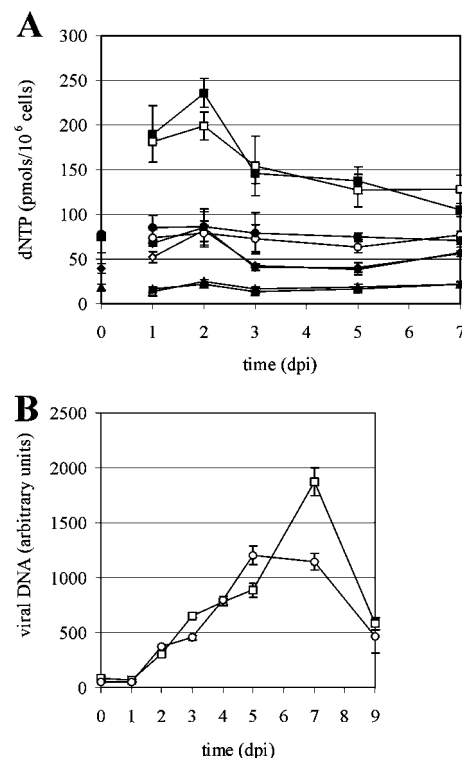 A
300
250
200
150
100
50
0
dNTP (pmols/10⁶ cells)
0 1 2 3 4 5 6 7
time (dpi)
B
2500
2000
1500
1000
500
0
viral DNA (arbitrary units)
0 1 2 3 4 5 6 7 8 9
time (dpi)